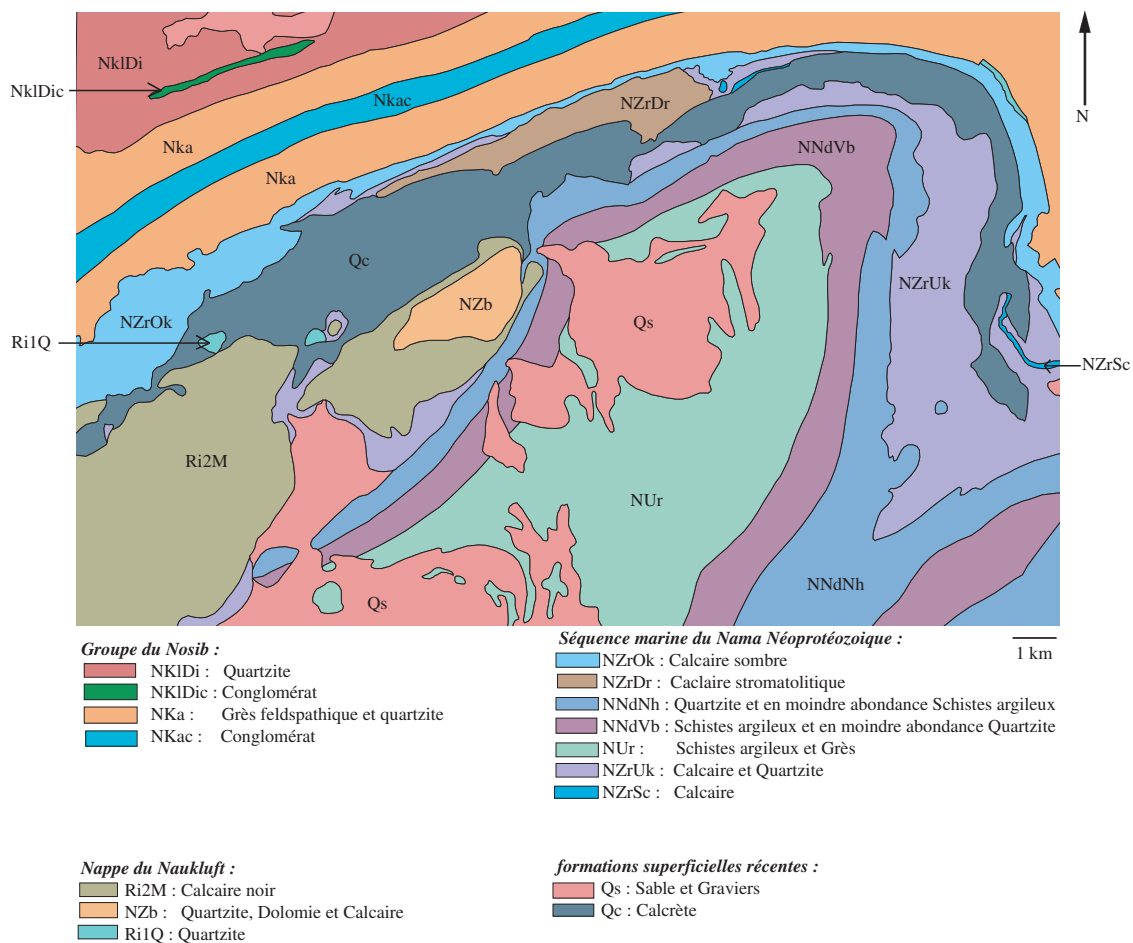 NklDi
NklDic
Nkac
NZrDr
N
Nka
NNdVb
Nka
Qc
NZrUk
NZb
Qs
NZrOk
Ri1Q
NZrSc
Ri2M
NUr
NNdNh
Qs
1 km
Groupe du Nosib :
NKlDi : Quartzite
NKlDic : Conglomérat
NKa : Grès feldspathique et quartzite
NKac : Conglomérat
Séquence marine du Nama Néoprotéozoique :
NZrOk : Calcaire sombre
NZrDr : Caclaire stromatolitique
NNdNh : Quartzite et en moindre abondance Schistes argileux
NNdVb : Schistes argileux et en moindre abondance Quartzite
NUr : Schistes argileux et Grès
NZrUk : Calcaire et Quartzite
NZrSc : Calcaire
Nappe du Naukluft :
Ri2M : Calcaire noir
NZb : Quartzite, Dolomie et Calcaire
Ri1Q : Quartzite
formations superficielles récentes :
Qs : Sable et Graviers
Qc : Calcrète